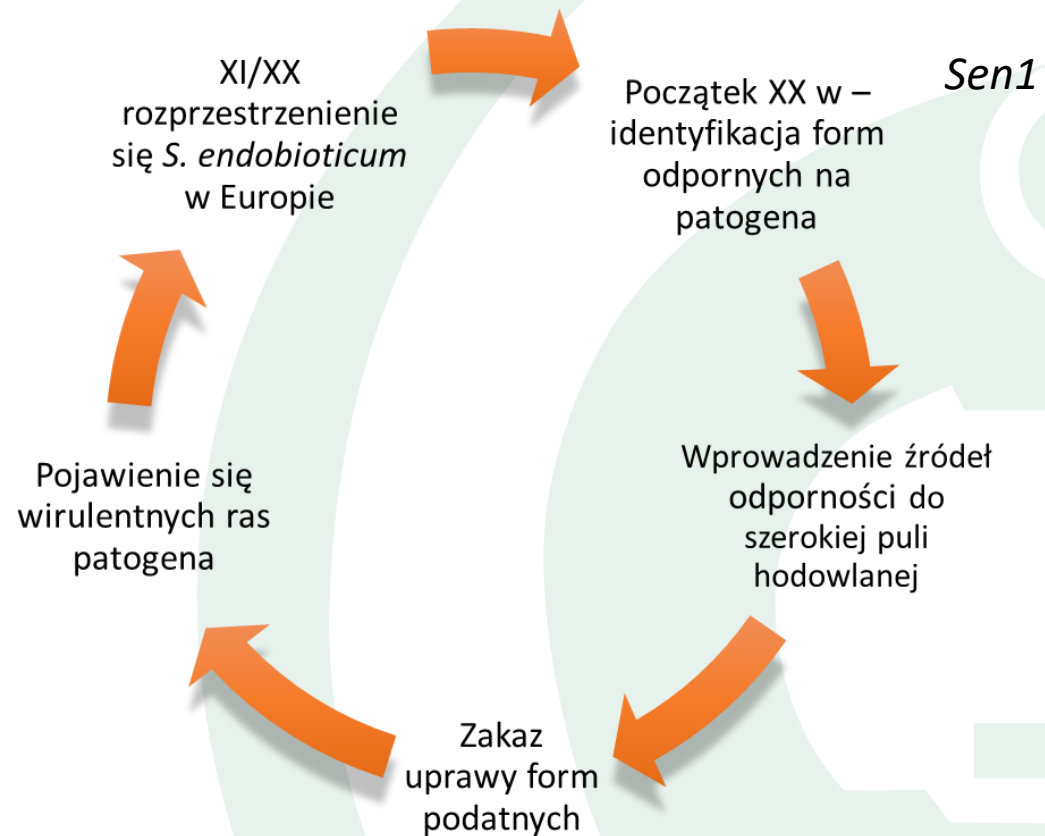 XI/XX
rozprzestrzenienie
się S. endobioticum
w Europie
Początek XX w –
identyfikacja form
odpornych na
patogena
Sen1
Wprowadzenie źródeł
odporności do
szerokiej puli
hodowlanej
Zakaz
uprawy form
podatnych
Pojawienie się
wirulentnych ras
patogena